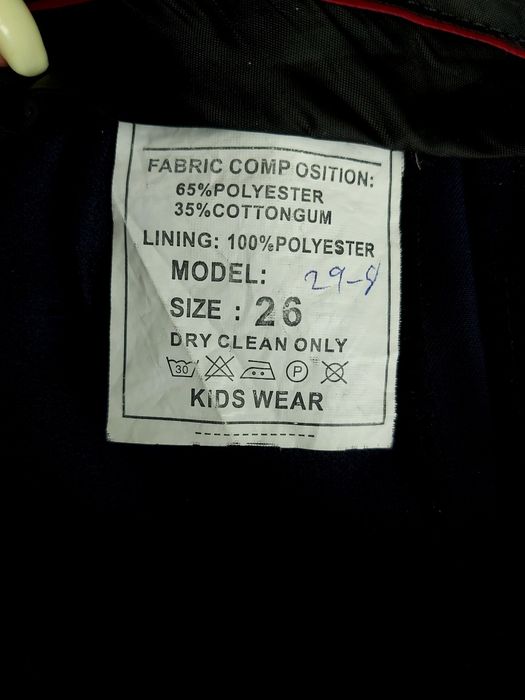 FABRIC COMP OSITION:
65%POLYESTER
35%COTTONGUM
LINING: 100%POLYESTER
MODEL: 29-8
SIZE : 26
DRY CLEAN ONLY
30 P
KIDS WEAR